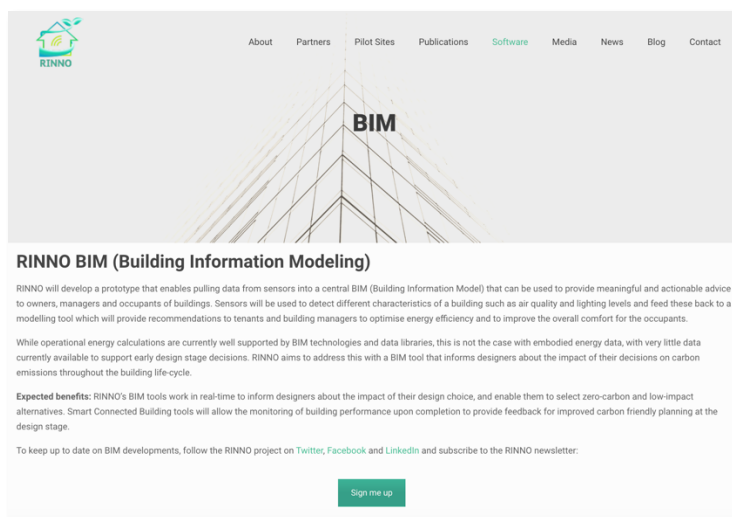 RINNO
About Partners Pilot Sites Publications Software Media News Blog Contact
BIM
RINNO BIM (Building Information Modeling)
RINNO will develop a prototype that enables pulling data from sensors into a central BIM (Building Information Model) that can be used to provide meaningful and actionable advice
to owners, managers and occupants of buildings. Sensors will be used to detect different characteristics of a building such as air quality and lighting levels and feed these back to a
modelling tool which will provide recommendations to tenants and building managers to optimise energy efficiency and to improve the overall comfort for the occupants.
While operational energy calculations are currently well supported by BIM technologies and data libraries, this is not the case with embodied energy data, with very little data
currently available to support early design stage decisions. RINNO aims to address this with a BIM tool that informs designers about the impact of their decisions on carbon
emissions throughout the building life-cycle.
Expected benefits: RINNO's BIM tools work in real-time to inform designers about the impact of their design choice, and enable them to select zero-carbon and low-impact
alternatives. Smart Connected Building tools will allow the monitoring of building performance upon completion to provide feedback for improved carbon friendly planning at the
design stage.
To keep up to date on BIM developments, follow the RINNO project on Twitter, Facebook and LinkedIn and subscribe to the RINNO newsletter:
Sign me up